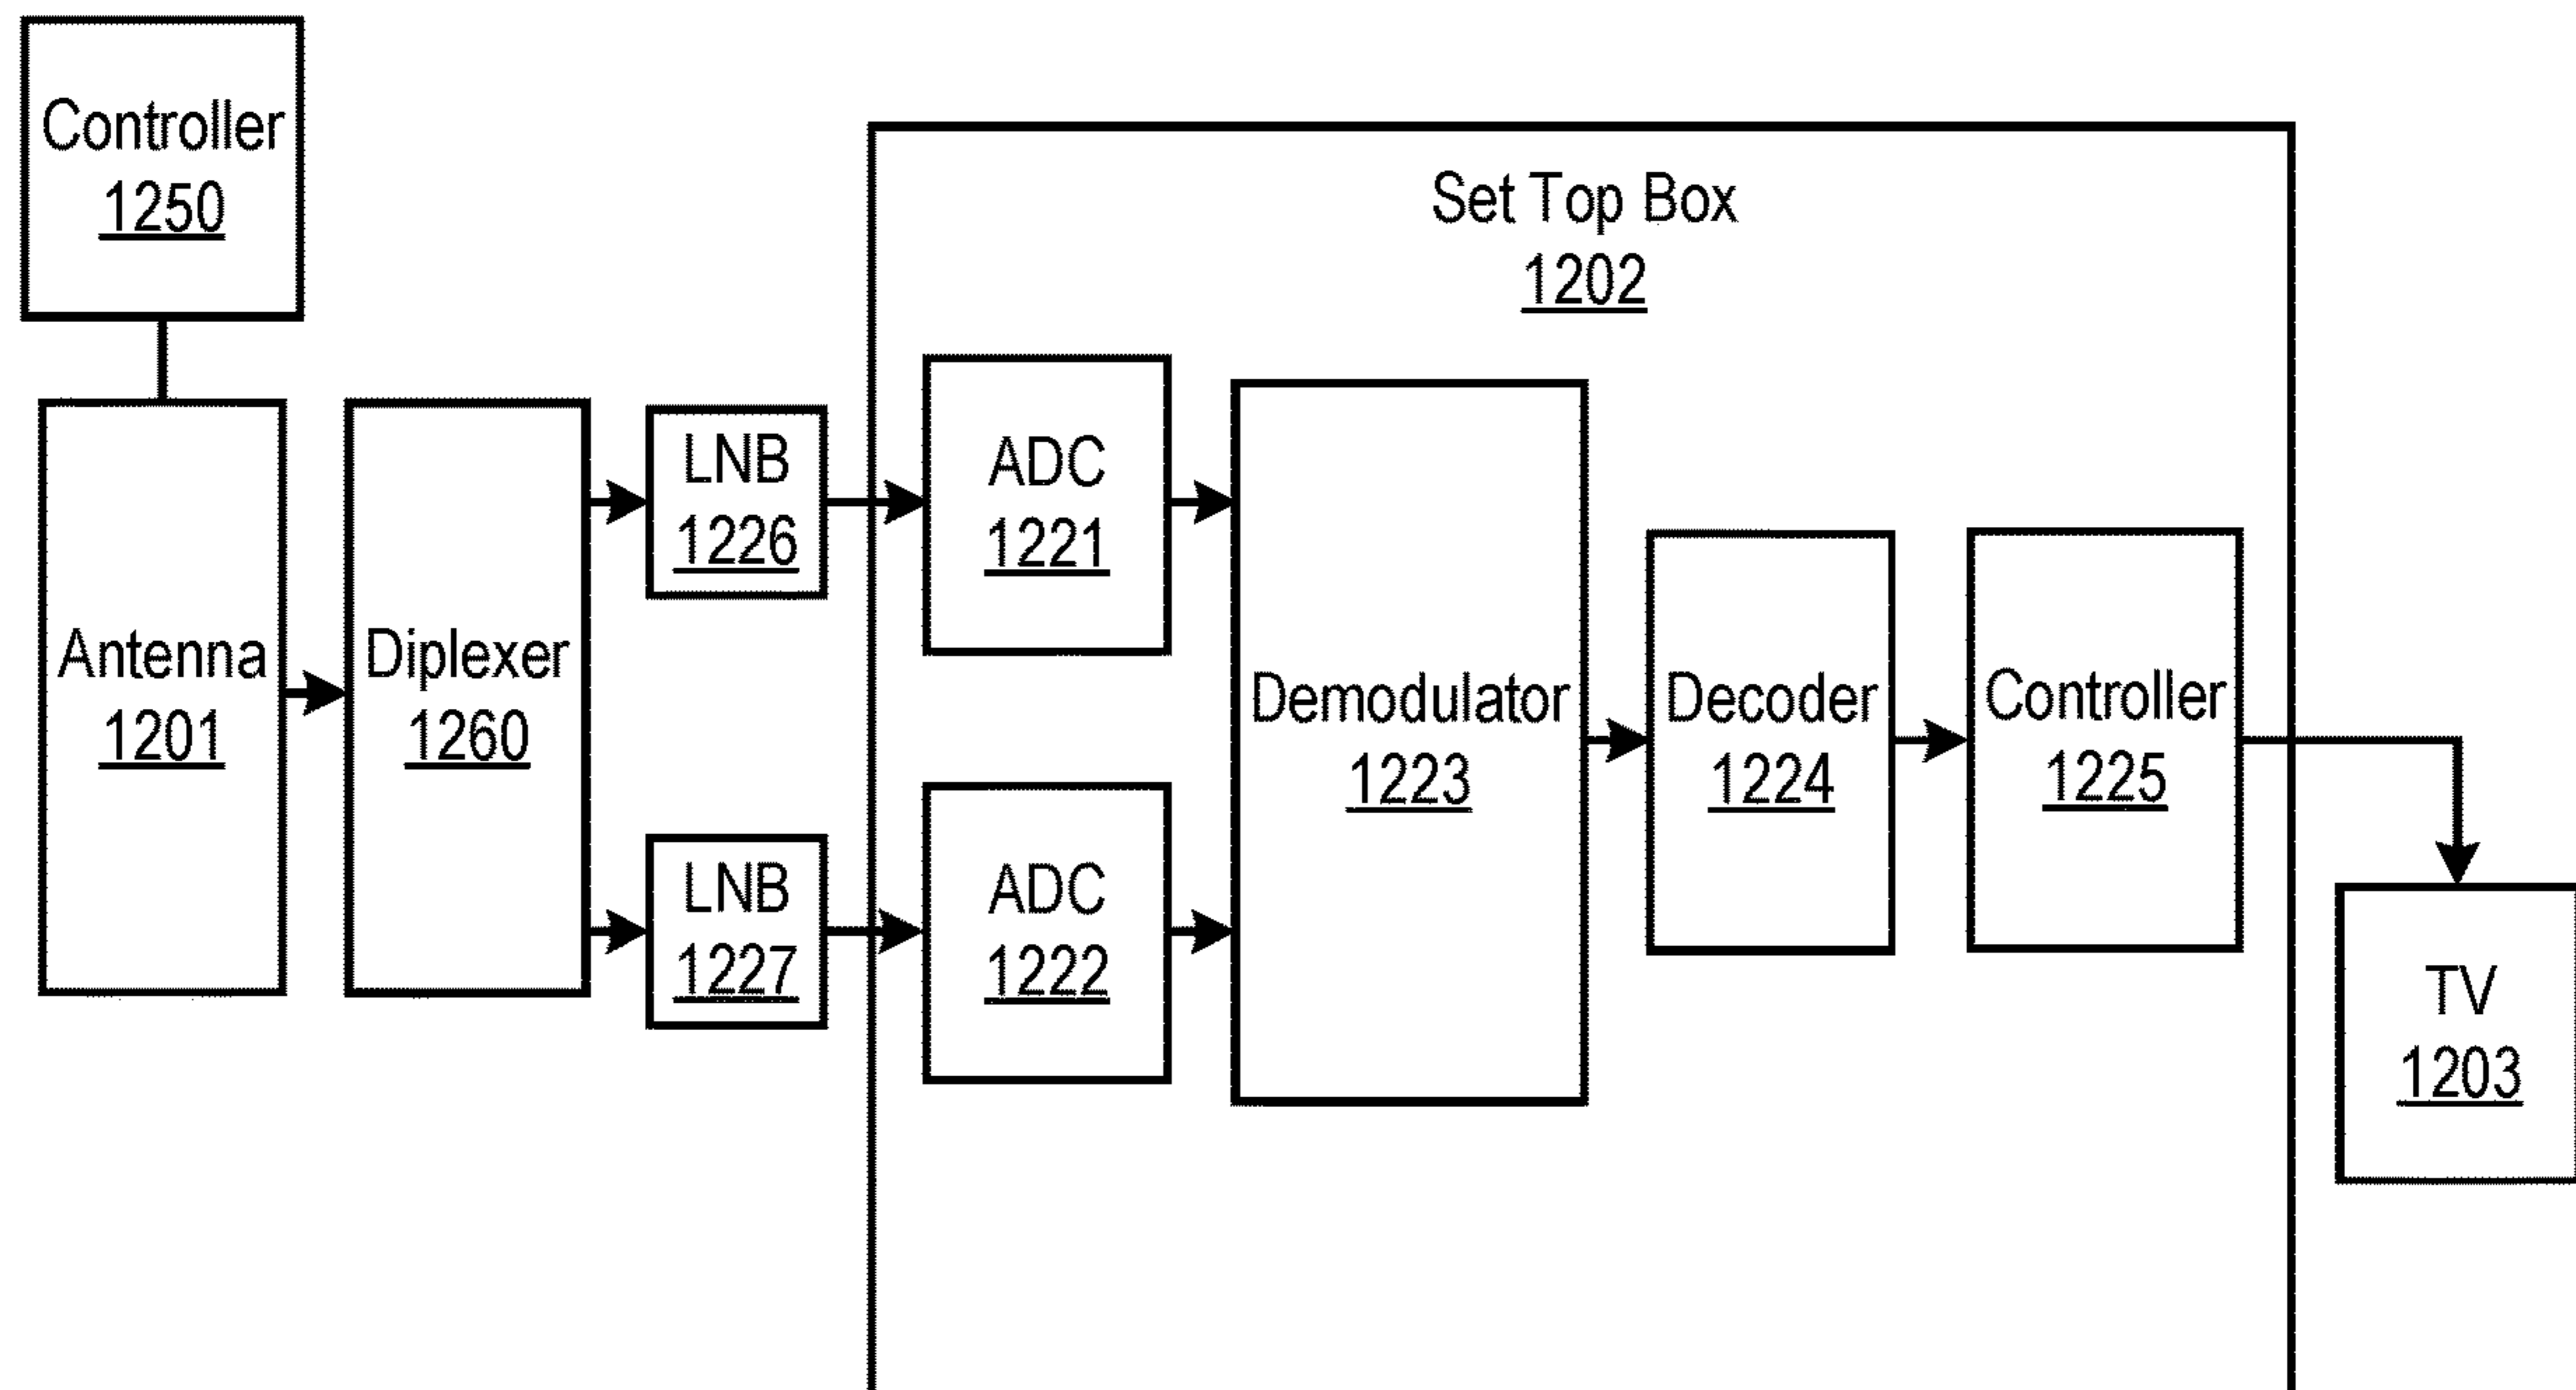 Controller
1250
Set Top Box
1202
Antenna
1201
Diplexer
1260
LNB
1226
LNB
1227
ADC
1221
ADC
1222
Demodulator
1223
Decoder
1224
Controller
1225
TV
1203